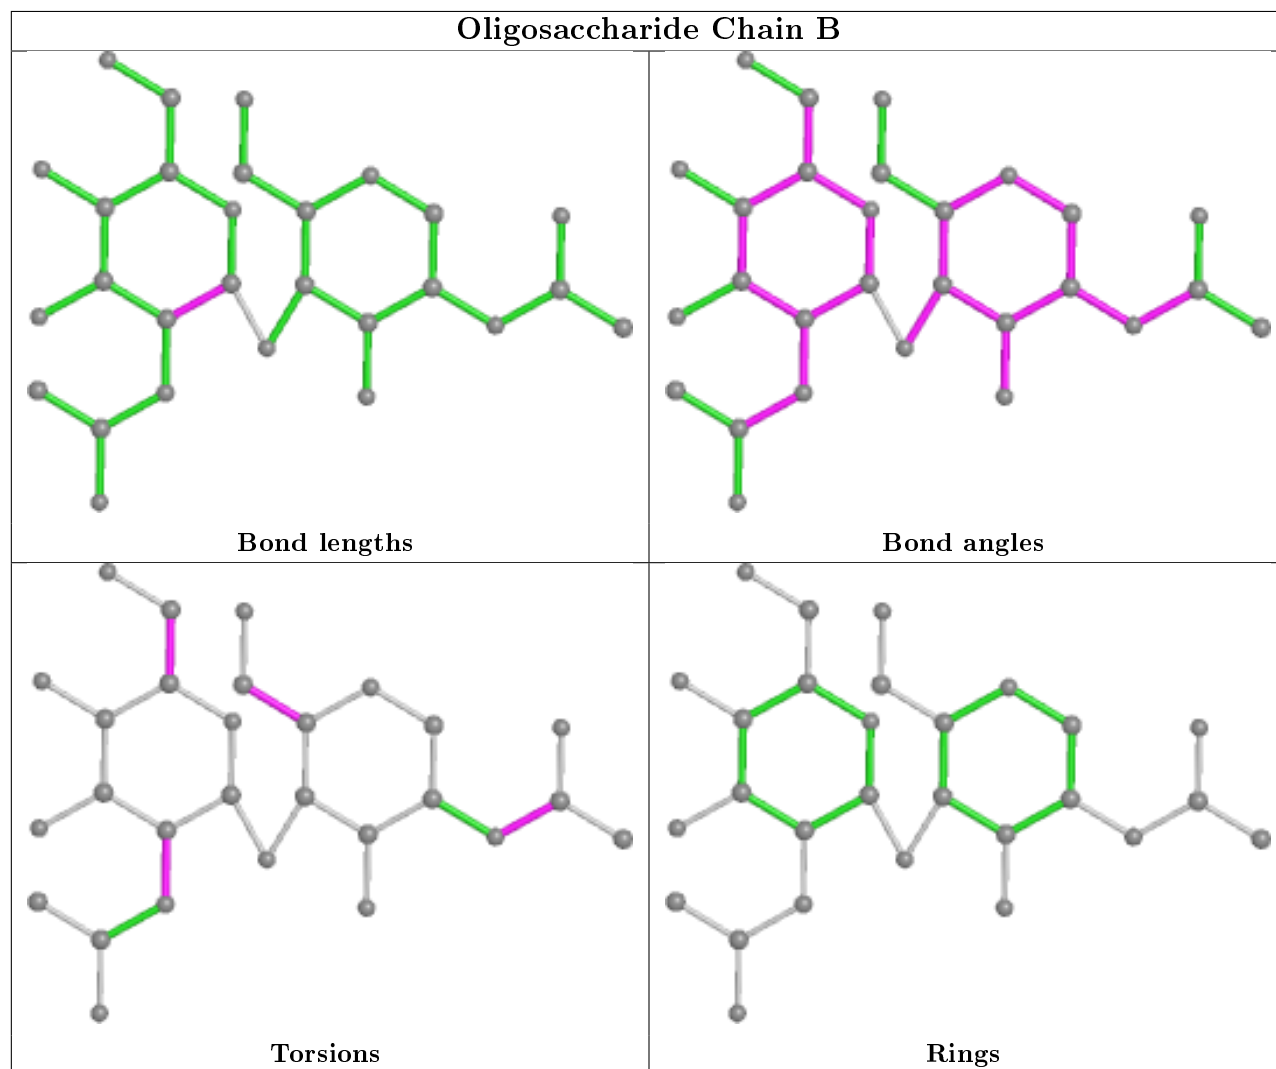 Oligosaccharide Chain B
Bond lengths
Bond angles
Torsions
Rings